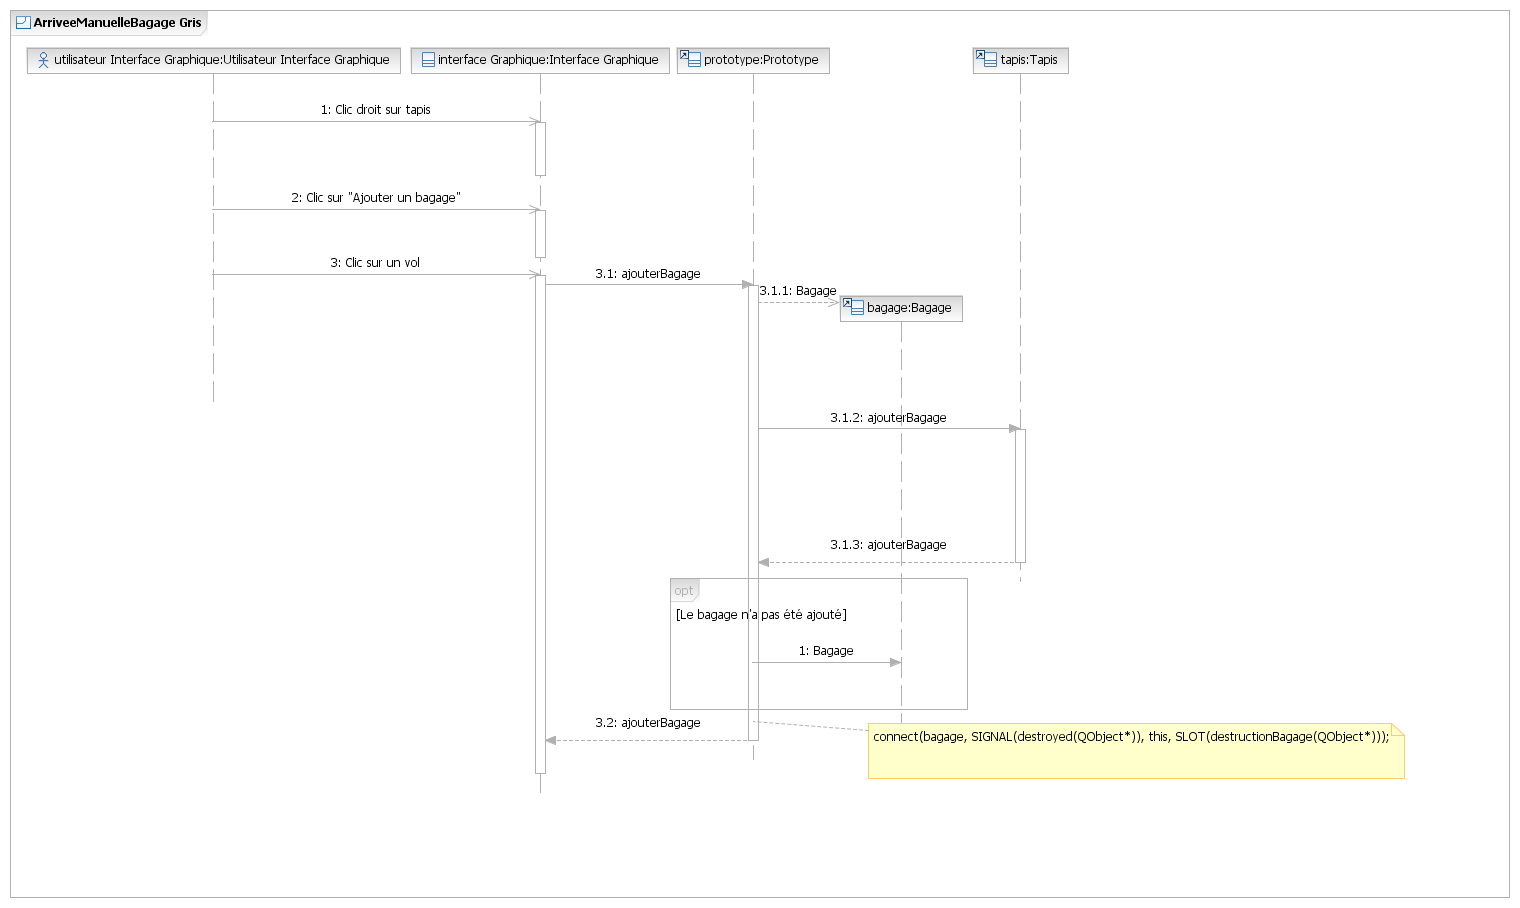 ArriveeManuelleBagage Gris
utilisateur Interface Graphique:Utilisateur Interface Graphique
interface Graphique:Interface Graphique
prototype:Prototype
tapis:Tapis
1: Clic droit sur tapis
2: Clic sur "Ajouter un bagage"
3: Clic sur un vol
3.1: ajouterBagage
3.1.1: Bagage
bagage:Bagage
3.1.2: ajouterBagage
3.1.3: ajouterBagage
opt
[Le bagage n'a pas été ajouté]
1: Bagage
3.2: ajouterBagage
connect(bagage, SIGNAL(destroyed(QObject*)), this, SLOT(destructionBagage(QObject*)));